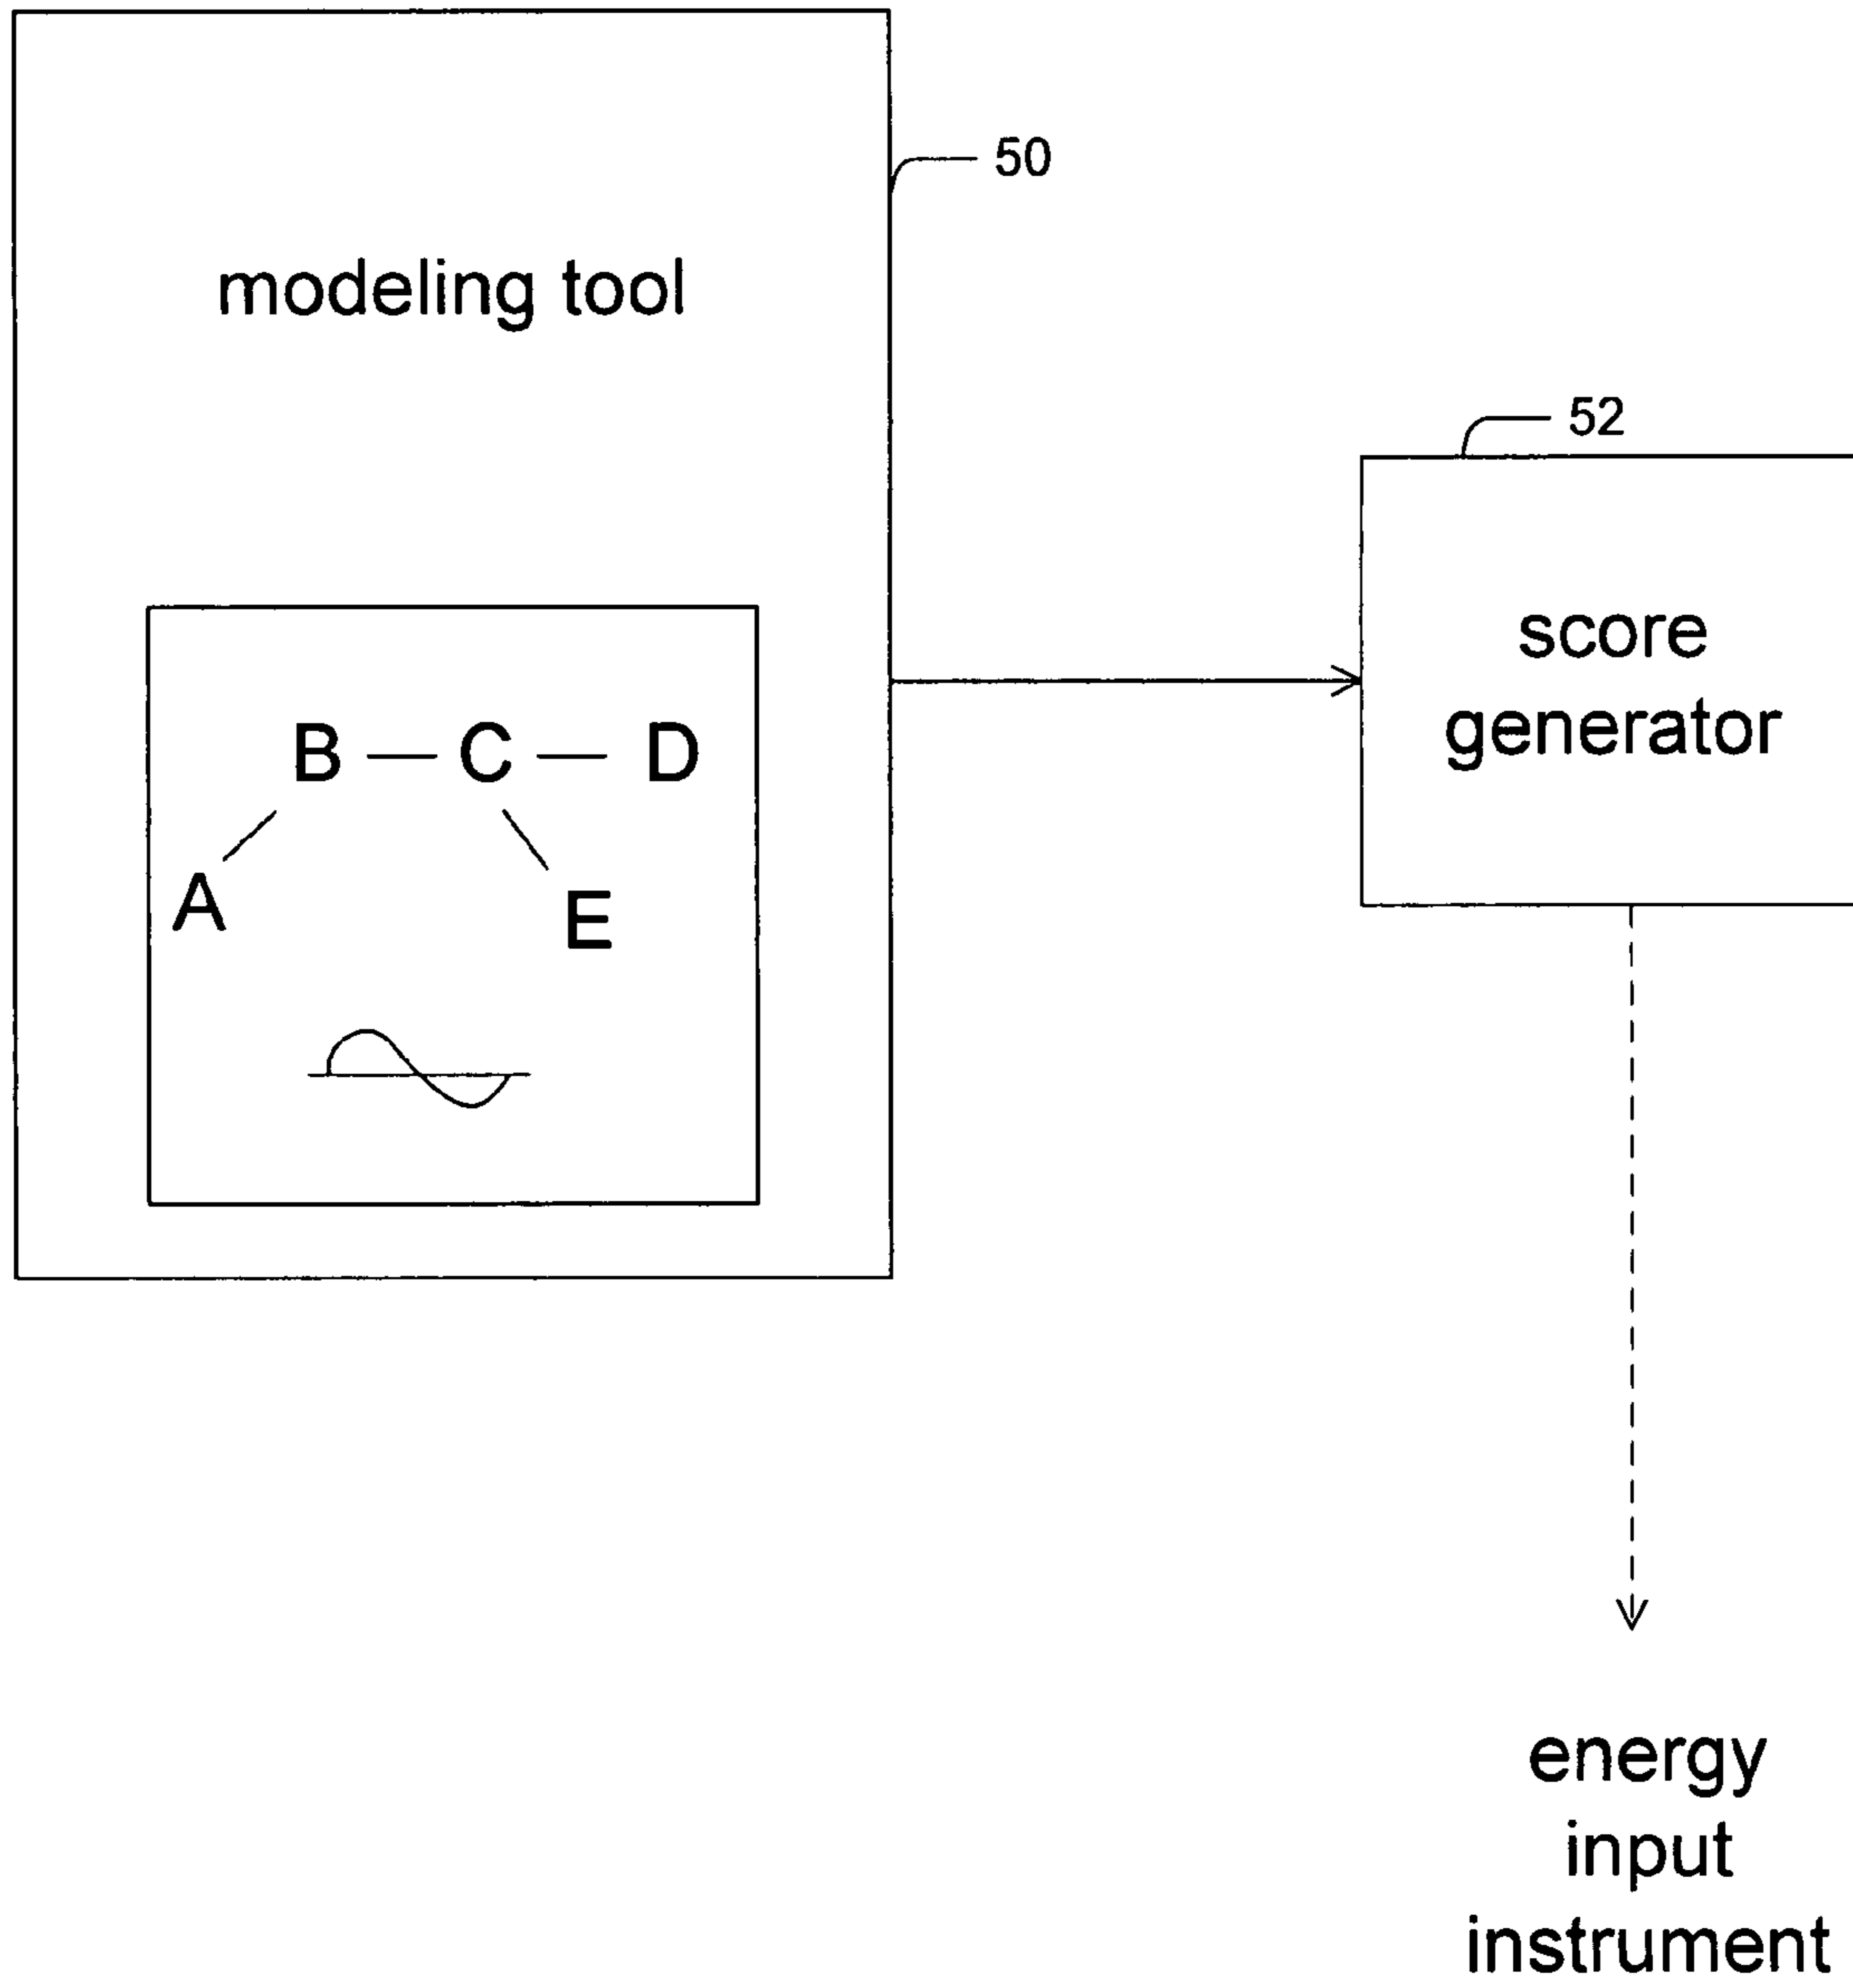 50
modeling tool
52
score
generator
B — C — D
A
E
energy
input
instrument